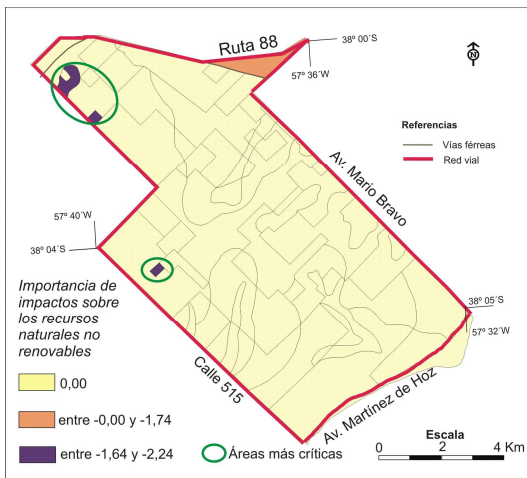 Ruta 88
38º 00´S
57º 36´W
N
Referencias
Vías férreas
Red vial
Av. Mario Bravo
57º 40´W
38º 04´S
Importancia de
impactos sobre
los recursos
naturales no
renovables
38º 05´S
57º 32´W
Calle 515
Av. Martínez de Hoz
0,00
entre -0,00 y -1,74
entre -1,64 y -2,24
Áreas más críticas
Escala
0 2 4 Km